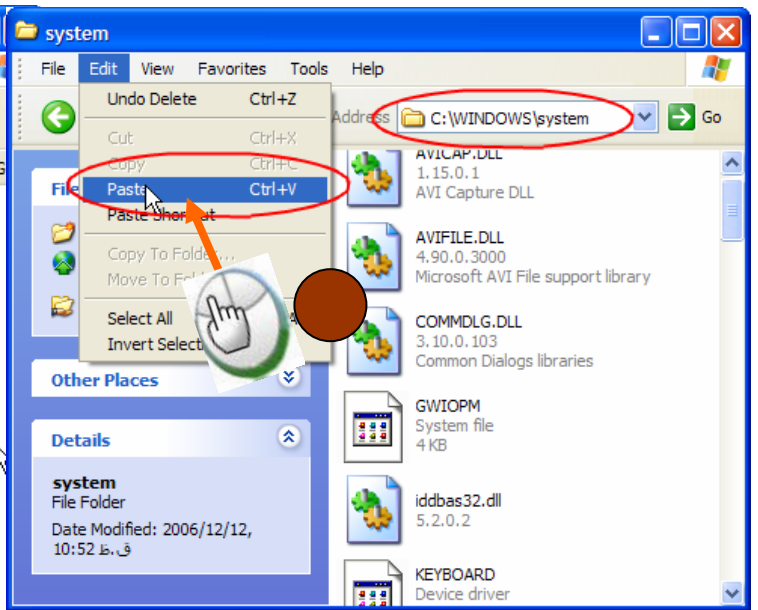 system
File Edit View Favorites Tools Help
Address C:\WINDOWS\system Go
Undo Delete Ctrl+Z
Cut Ctrl+X
Copy Ctrl+C
Paste Ctrl+V
Paste Shortcut
Copy To Folder...
Move To
Select All
Invert Select
File
Other Places
Details
system
File Folder
Date Modified: 2006/12/12,
10:52 ق.ظ
AVICAP.DLL
1.15.0.1
AVI Capture DLL
AVIFILE.DLL
4.90.0.3000
Microsoft AVI File support library
COMMDLG.DLL
3.10.0.103
Common Dialogs libraries
GWIOPM
System file
4 KB
iddbas32.dll
5.2.0.2
KEYBOARD
Device driver